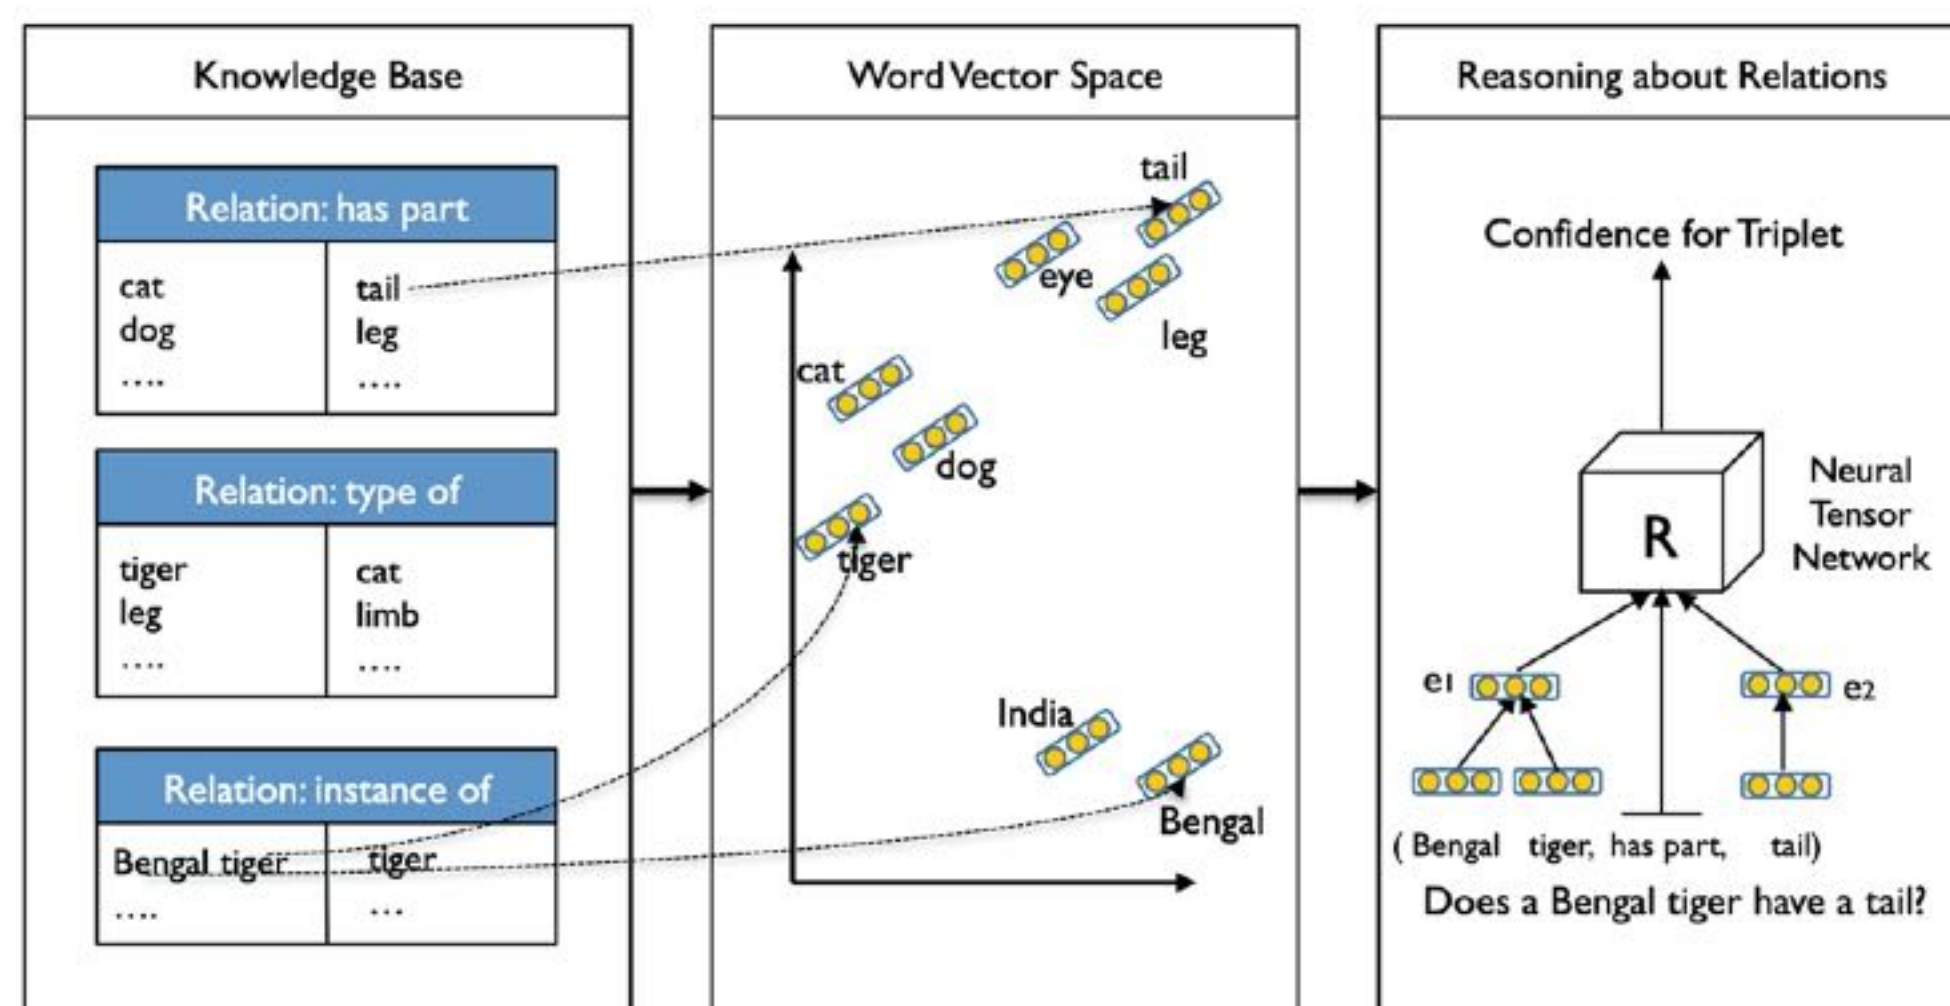 Knowledge Base
Relation: has part
cat tail
dog leg
.... ....
Relation: type of
tiger cat
leg limb
.... ....
Relation: instance of
Bengal tiger tiger
.... ...
Word Vector Space
tail
eye
leg
cat
dog
tiger
India
Bengal
Reasoning about Relations
Confidence for Triplet
R
Neural
Tensor
Network
e1 e2
( Bengal tiger, has part, tail)
Does a Bengal tiger have a tail?